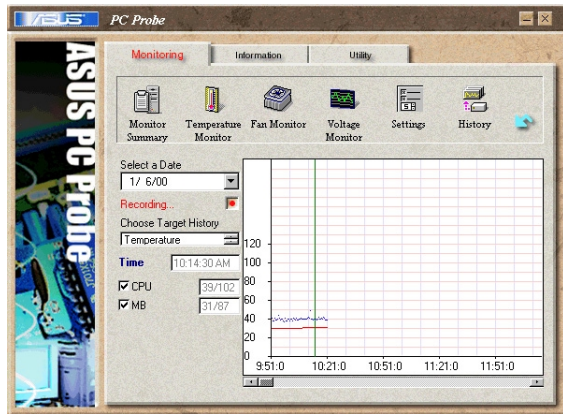 /ASUS
PC Probe
ASUS PC Probe
Monitoring
Information
Utility
Monitor Summary
Temperature Monitor
Fan Monitor
Voltage Monitor
Settings
History
Select a Date
1/ 6/00
Recording...
Choose Target History
Temperature
Time
10:14:30 AM
CPU
39/102
MB
31/87
120
100
80
60
40
20
0
9:51:0
10:21:0
10:51:0
11:21:0
11:51:0